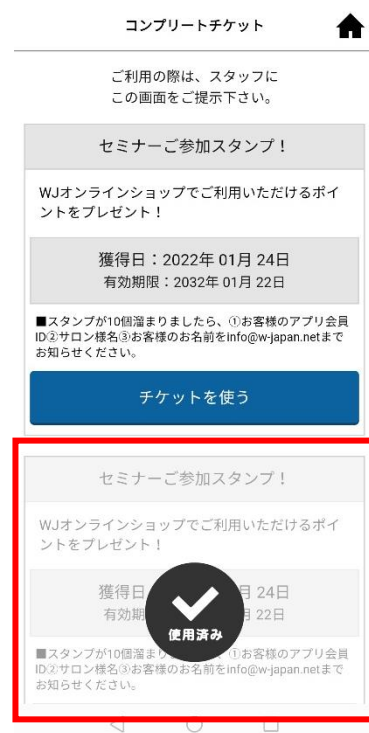 コンプリートチケット
ご利用の際は、スタッフに
この画面をご提示下さい。
セミナーご参加スタンプ！
WJオンラインショップでご利用いただけるポイ
ントをプレゼント！
獲得日：2022年 01月 24日
有効期限：2032年 01月 22日
■スタンプが10個溜まりましたら、①お客様のアプリ会員
ID②サロン様名③お客様のお名前をinfo@w-japan.netまで
お知らせください。
チケットを使う
セミナーご参加スタンプ！
WJオンラインショップでご利用いただけるポイ
ントをプレゼント！
獲得日 月 24日
有効期 月 22日
使用済み
■スタンプが10個溜まり ①お客様のアプリ会員
ID②サロン様名③お客様のお名前をinfo@w-japan.netまで
お知らせください。